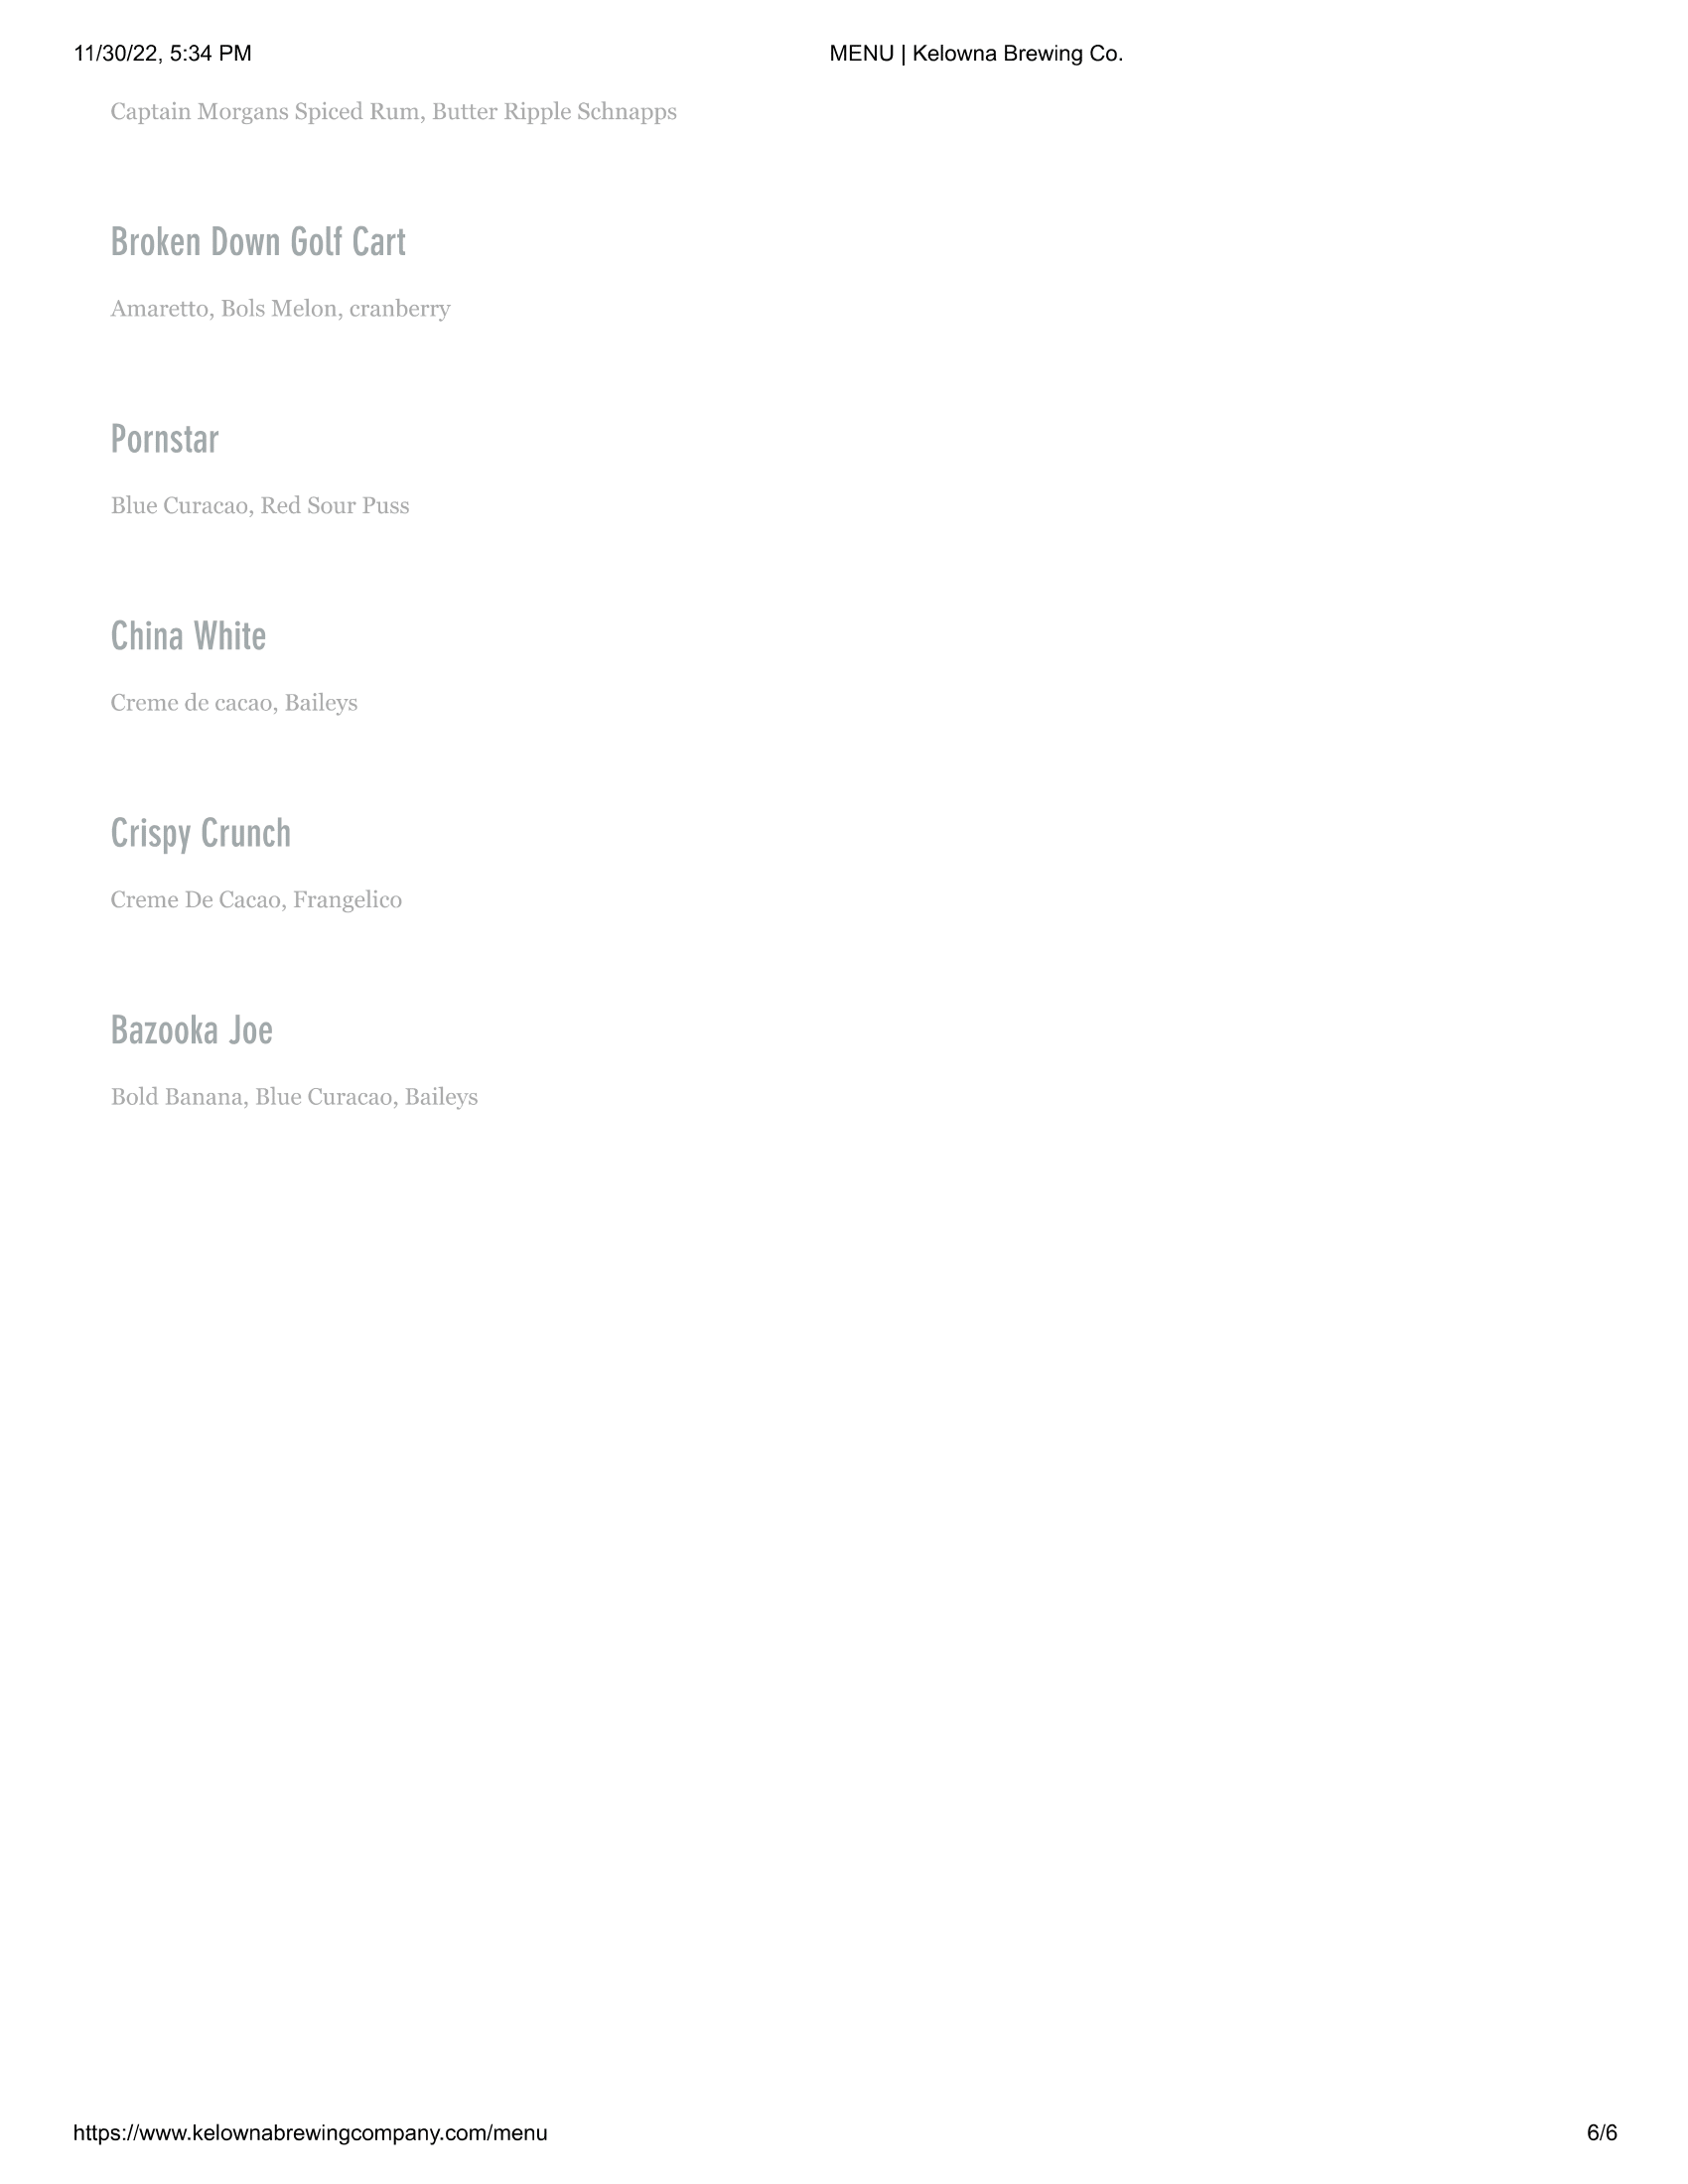 11/30/22, 5:34 PM MENU | Kelowna Brewing Co.
Captain Morgans Spiced Rum, Butter Ripple Schnapps
Broken Down Golf Cart
Amaretto, Bols Melon, cranberry
Pornstar
Blue Curacao, Red Sour Puss
China White
Creme de cacao, Baileys
Crispy Crunch
Creme De Cacao, Frangelico
Bazooka Joe
Bold Banana, Blue Curacao, Baileys
https://www.kelownabrewingcompany.com/menu 6/6